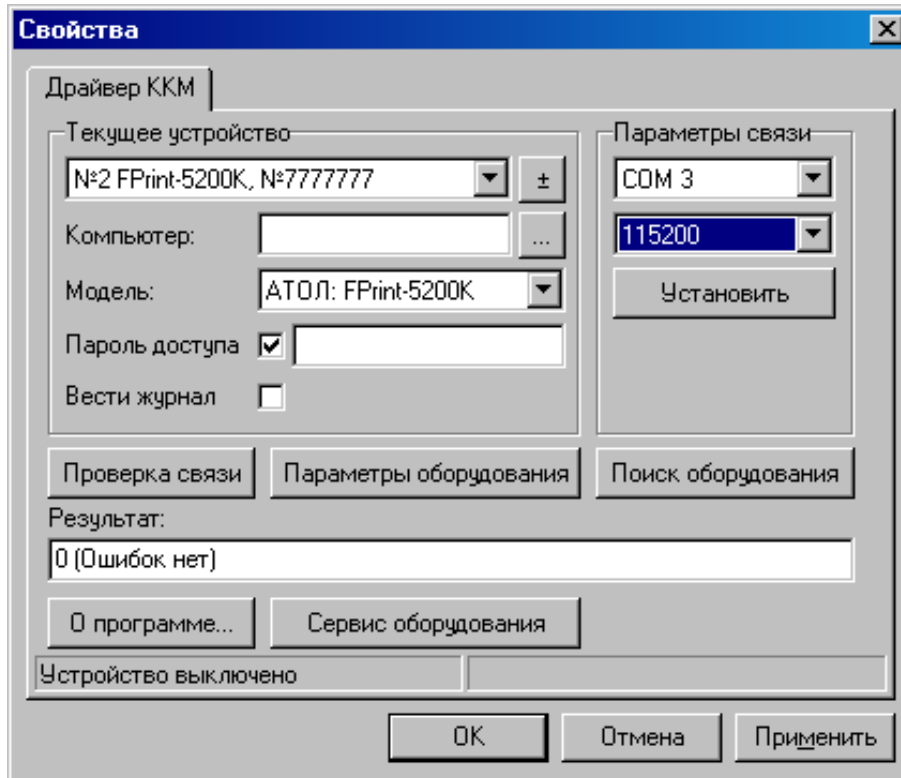 Свойства
Драйвер ККМ
Текущее устройство
№2 FPrint-5200K, №7777777
±
Компьютер:
...
Модель:
АТОЛ: FPrint-5200K
Пароль доступа
Вести журнал
Параметры связи
COM 3
115200
Установить
Проверка связи
Параметры оборудования
Поиск оборудования
Результат:
0 (Ошибок нет)
О программе...
Сервис оборудования
Устройство выключено
OK
Отмена
Применить